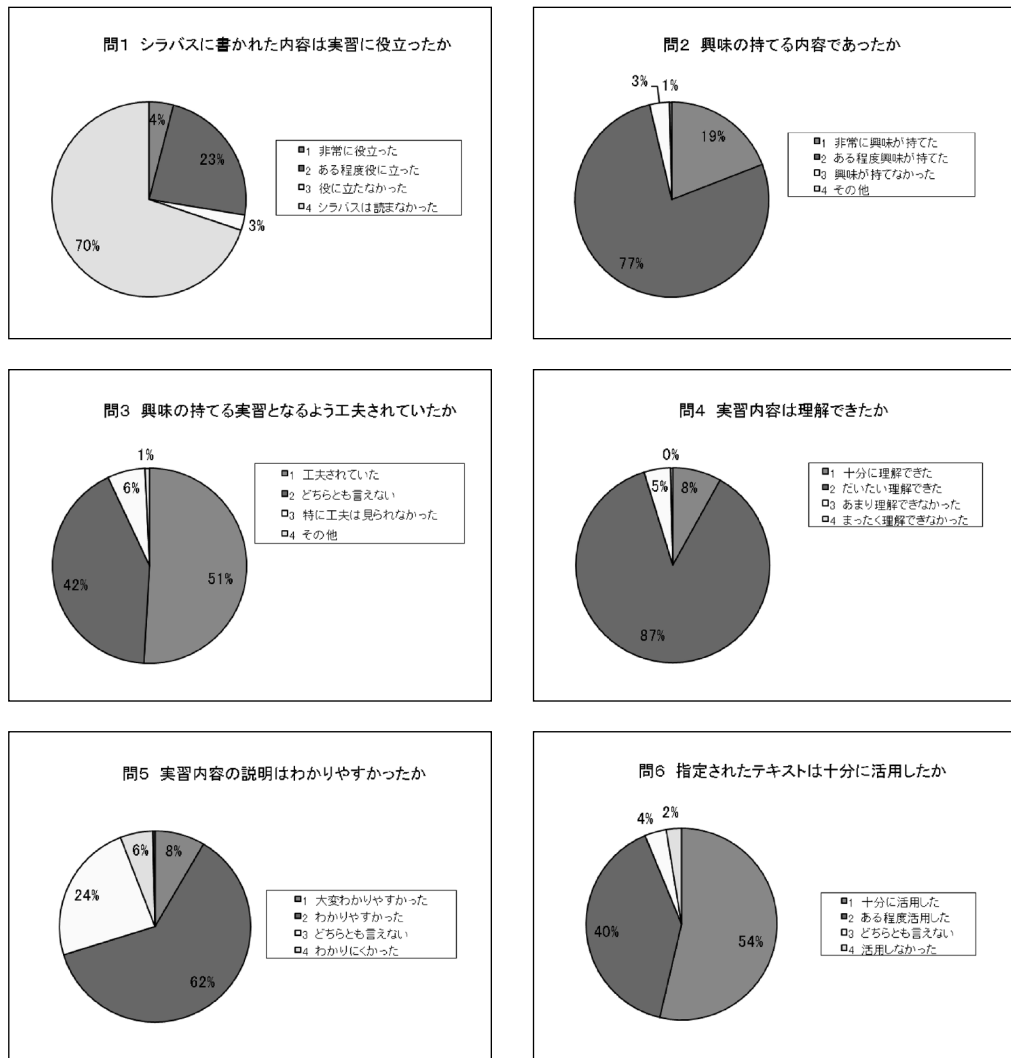 問1 シラバスに書かれた内容は実習に役立ったか
4%
23%
3%
70%
1 非常に役立った
2 ある程度役に立った
3 役に立たなかった
4 シラバスは読まなかった
問2 興味の持てる内容であったか
3%
1%
19%
77%
1 非常に興味が持てた
2 ある程度興味が持てた
3 興味が持てなかった
4 その他
問3 興味の持てる実習となるよう工夫されていたか
1%
6%
42%
51%
1 工夫されていた
2 どちらとも言えない
3 特に工夫は見られなかった
4 その他
問4 実習内容は理解できたか
0%
5%
8%
87%
1 十分に理解できた
2 だいたい理解できた
3 あまり理解できなかった
4 まったく理解できなかった
問5 実習内容の説明はわかりやすかったか
6%
8%
24%
62%
1 大変わかりやすかった
2 わかりやすかった
3 どちらとも言えない
4 わかりにくかった
問6 指定されたテキストは十分に活用したか
4%
2%
40%
54%
1 十分に活用した
2 ある程度活用した
3 どちらとも言えない
4 活用しなかった